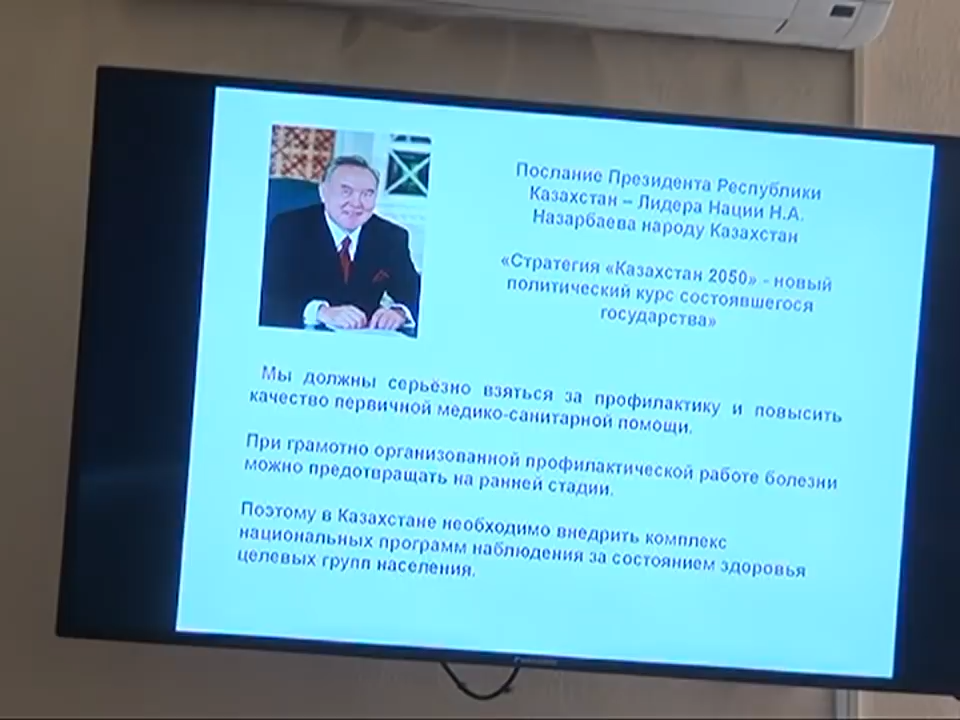 Послание Президента Республики
Казахстан – Лидера Нации Н.А.
Назарбаева народу Казахстан
«Стратегия «Казахстан 2050» - новый
политический курс состоявшегося
государства»
Мы должны серьёзно взяться за профилактику и повысить
качество первичной медико-санитарной помощи.
При грамотно организованной профилактической работе болезни
можно предотвращать на ранней стадии.
Поэтому в Казахстане необходимо внедрить комплекс
национальных программ наблюдения за состоянием здоровья
целевых групп населения.